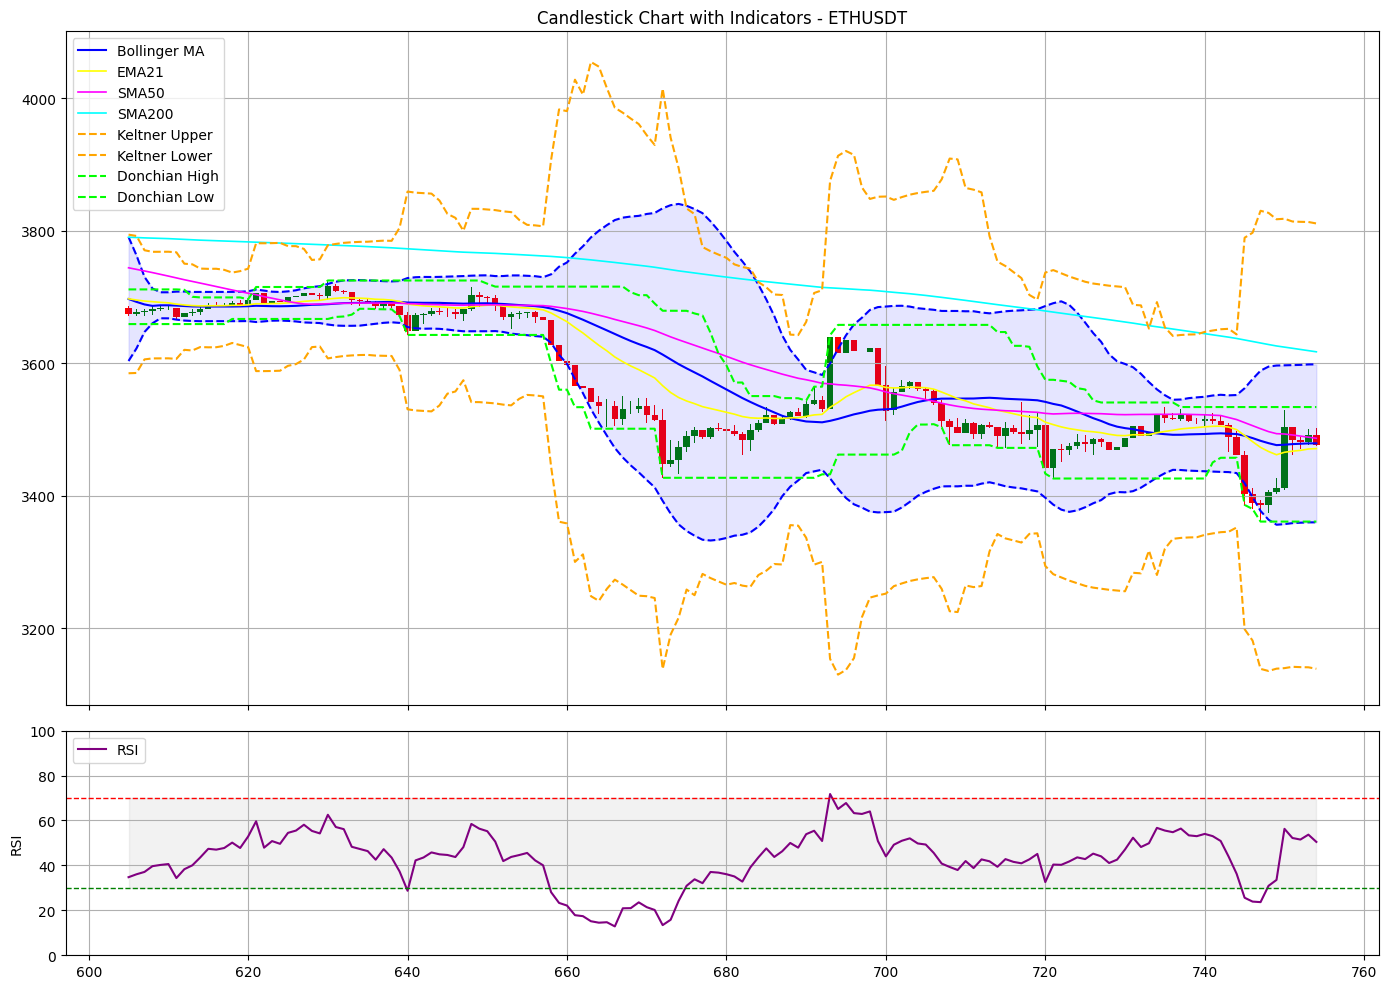 Candlestick Chart with Indicators - ETHUSDT
Bollinger MA
EMA21
SMA50
SMA200
Keltner Upper
Keltner Lower
Donchian High
Donchian Low
4000
3800
3600
3400
3200
RSI
100
80
60
40
20
0
RSI
600 620 640 660 680 700 720 740 760